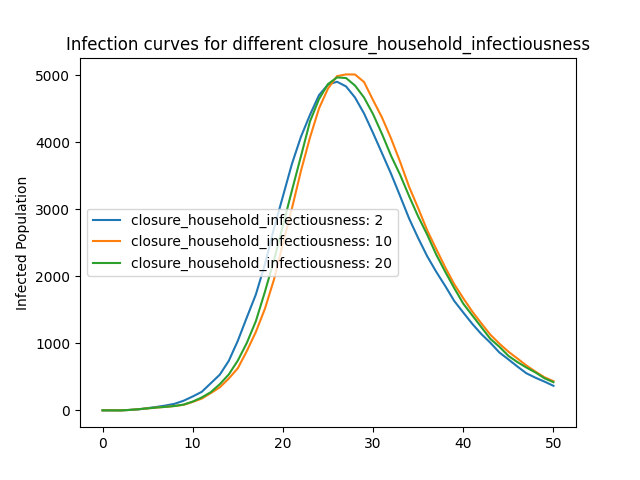 Infection curves for different closure_household_infectiousness
5000
4000
3000
2000
1000
0
Infected Population
closure_household_infectiousness: 2
closure_household_infectiousness: 10
closure_household_infectiousness: 20
0 10 20 30 40 50